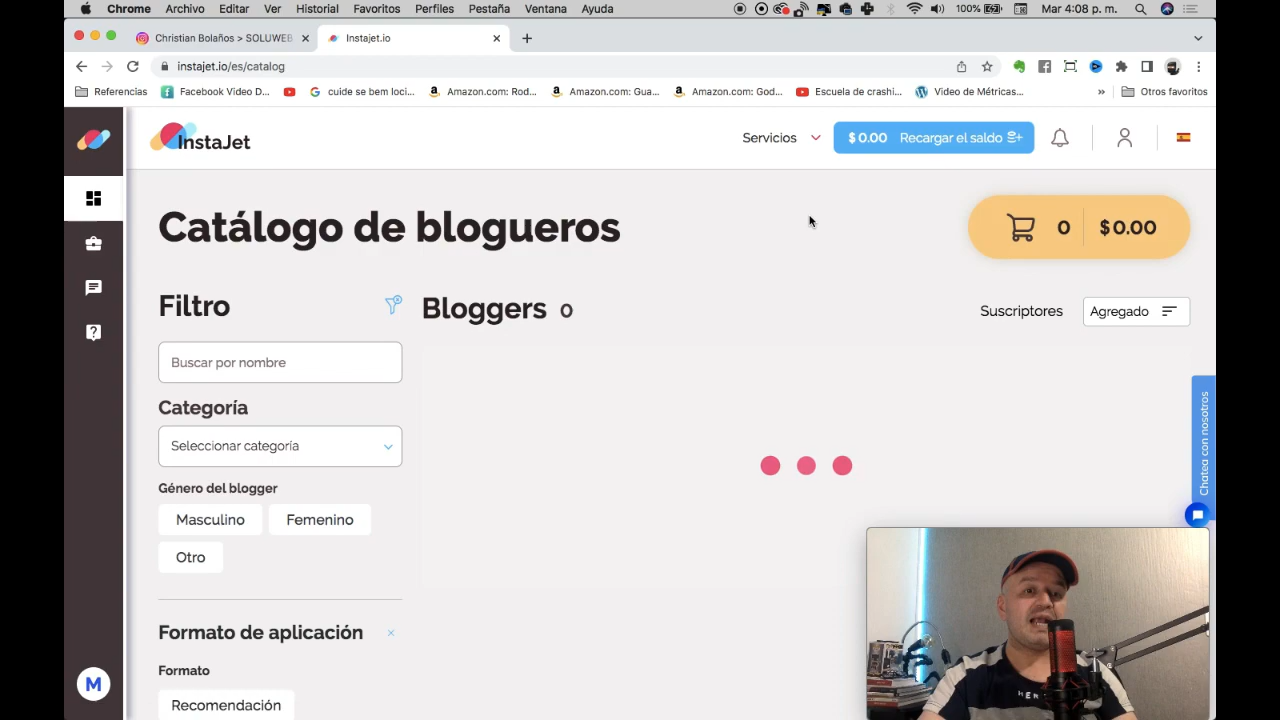 Chrome Archivo Editar Ver Historial Favoritos Perfiles Pestaña Ventana Ayuda 100% Mar 4:08 p. m.
Christian Bolaños > SOLUWEB Instajet.io
instajet.io/es/catalog
Referencias Facebook Video D... cuide se bem loci... Amazon.com: Rod... Amazon.com: Gua... Amazon.com: God... Escuela de crashi... Video de Métricas... » Otros favoritos
InstaJet Servicios $ 0.00 Recargar el saldo
Catálogo de blogueros 0 $ 0.00
Filtro Bloggers 0 Suscriptores Agregado
Buscar por nombre
Categoría
Seleccionar categoría
Chatea con nosotros
Género del blogger
Masculino Femenino
Otro
Formato de aplicación
Formato
M
Recomendación